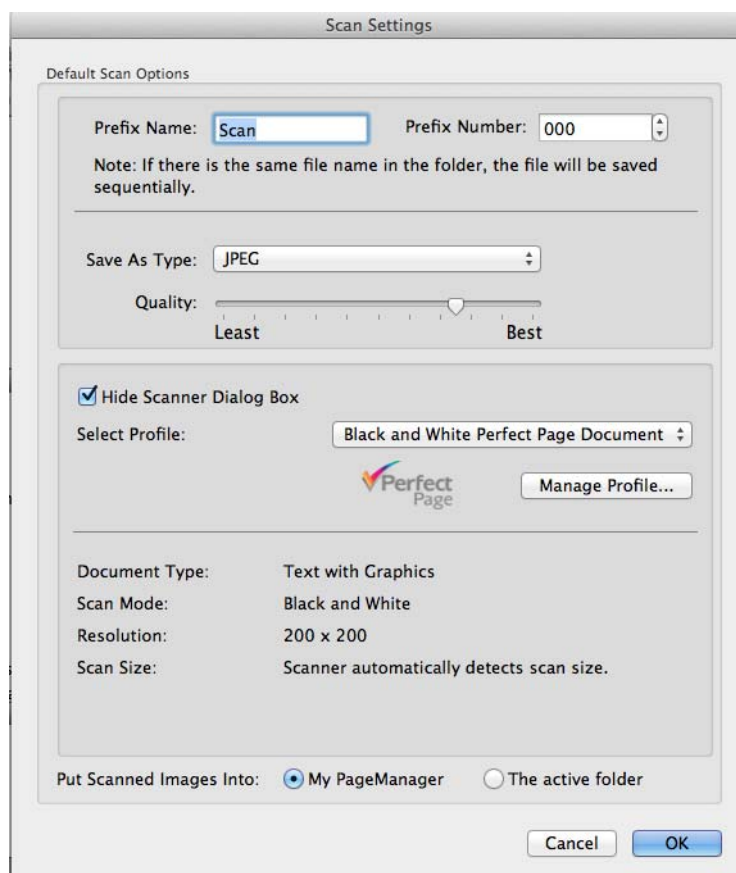 Scan Settings
Default Scan Options
Prefix Name: Scan Prefix Number: 000
Note: If there is the same file name in the folder, the file will be saved
sequentially.
Save As Type: JPEG
Quality:
Least Best
Hide Scanner Dialog Box
Select Profile: Black and White Perfect Page Document
Perfect
Page
Manage Profile...
Document Type: Text with Graphics
Scan Mode: Black and White
Resolution: 200 x 200
Scan Size: Scanner automatically detects scan size.
Put Scanned Images Into: My PageManager The active folder
Cancel OK